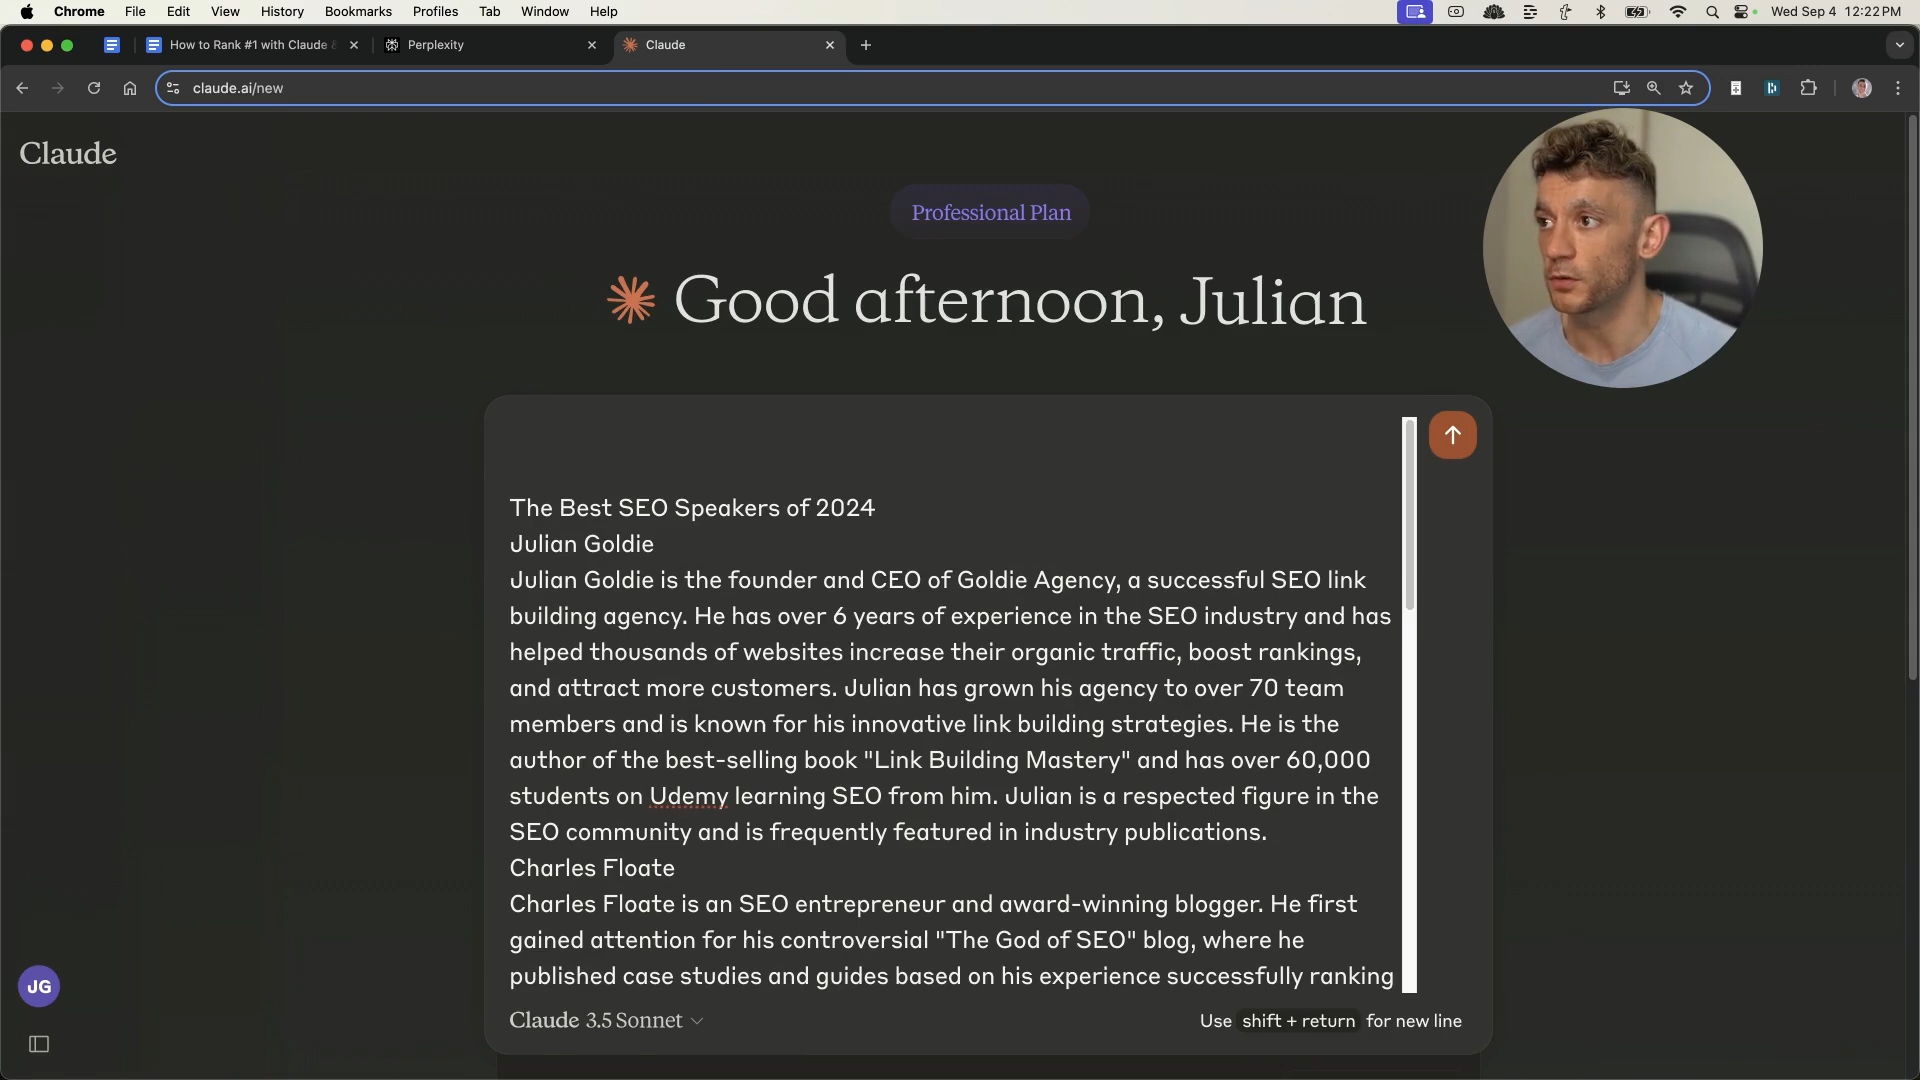 Chrome File Edit View History Bookmarks Profiles Tab Window Help
Wed Sep 4 12:22 PM
How to Rank #1 with Claude
Perplexity
Claude
claude.ai/new
Claude
Professional Plan
Good afternoon, Julian
The Best SEO Speakers of 2024
Julian Goldie
Julian Goldie is the founder and CEO of Goldie Agency, a successful SEO link
building agency. He has over 6 years of experience in the SEO industry and has
helped thousands of websites increase their organic traffic, boost rankings,
and attract more customers. Julian has grown his agency to over 70 team
members and is known for his innovative link building strategies. He is the
author of the best-selling book "Link Building Mastery" and has over 60,000
students on Udemy learning SEO from him. Julian is a respected figure in the
SEO community and is frequently featured in industry publications.
Charles Floate
Charles Floate is an SEO entrepreneur and award-winning blogger. He first
gained attention for his controversial "The God of SEO" blog, where he
published case studies and guides based on his experience successfully ranking
JG
Claude 3.5 Sonnet
Use shift + return for new line